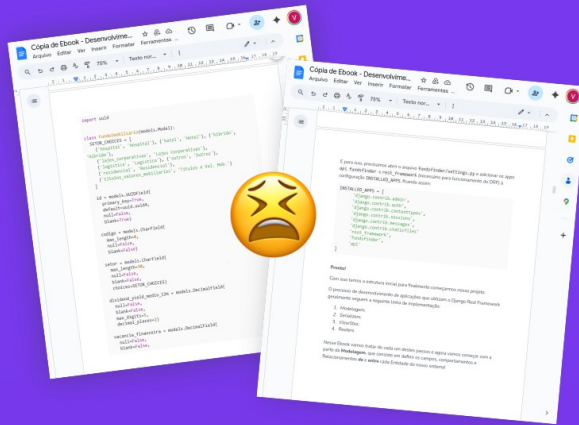 Cópia de Ebook - Desenvolvime...
Arquivo Editar Ver Inserir Formatar Ferramentas ...
75% Texto nor...
import uuid
class FundoImobiliario(models.Model):
SETOR_CHOICES = [
('hospital', 'Hospital'), ('hotel', 'Hotel'), ('hibrido',
'Híbrido'),
('lajes_corporativas', 'Lajes Corporativas'),
('logistica', 'Logística'), ('outros', 'Outros'),
('residencial', 'Residencial'),
('titulos_valores_mobiliarios', 'Títulos e Val. Mob.')
]
id = models.UUIDField(
primary_key=True,
default=uuid.uuid4,
null=False,
blank=True)
codigo = models.CharField(
max_length=8,
null=False,
blank=False)
setor = models.CharField(
max_length=30,
null=False,
blank=False,
choices=SETOR_CHOICES)
dividend_yield_medio_12m = models.DecimalField(
null=False,
blank=False,
max_digits=5,
decimal_places=2)
vacancia_financeira = models.DecimalField(
null=False,
blank=False,
Cópia de Ebook - Desenvolvime...
Arquivo Editar Ver Inserir Formatar Ferramentas ...
75% Texto nor...
E para isso, precisamos abrir o arquivo fundsfinder/settings.py e adicionar os apps
api, fundsfinder e rest_framework (necessário para funcionamento do DRF) à
configuração INSTALLED_APPS, ficando assim:
INSTALLED_APPS = [
'django.contrib.admin',
'django.contrib.auth',
'django.contrib.contenttypes',
'django.contrib.sessions',
'django.contrib.messages',
'django.contrib.staticfiles',
'rest_framework',
'fundsfinder',
'api'
]
Pronto!
Com isso temos a estrutura inicial para finalmente começarmos nosso projeto.
O processo de desenvolvimento de aplicações que utilizam o Django Rest Framework
geralmente seguem o seguinte fluxo de implementação:
1. Modelagem;
2. Serializers;
3. ViewSets;
4. Routers
Nesse Ebook vamos tratar de cada um destes passos e agora vamos começar com a
parte da Modelagem, que consiste em definir os campos, comportamentos e
Relacionamentos de e entre cada Entidade do nosso sistema!